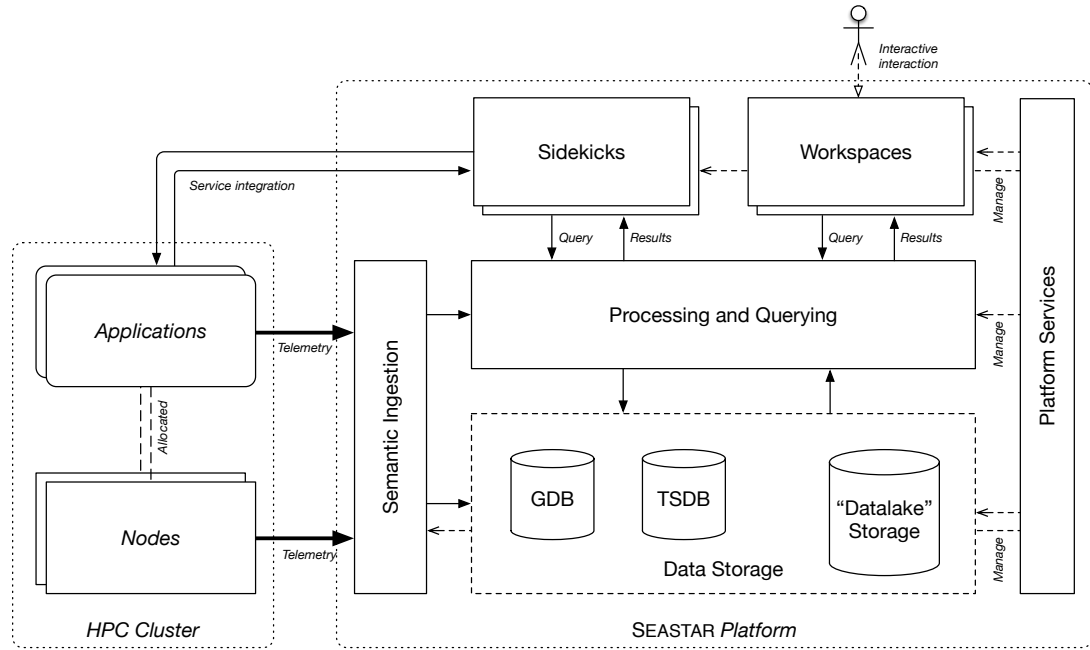 Interactive
interaction
Sidekicks
Workspaces
Service integration
Manage
Query
Results
Query
Results
Applications
Telemetry
Processing and Querying
Manage
Platform Services
Semantic Ingestion
Allocated
GDB
TSDB
“Datalake”
Storage
Nodes
Telemetry
Data Storage
Manage
HPC Cluster
SEASTAR Platform